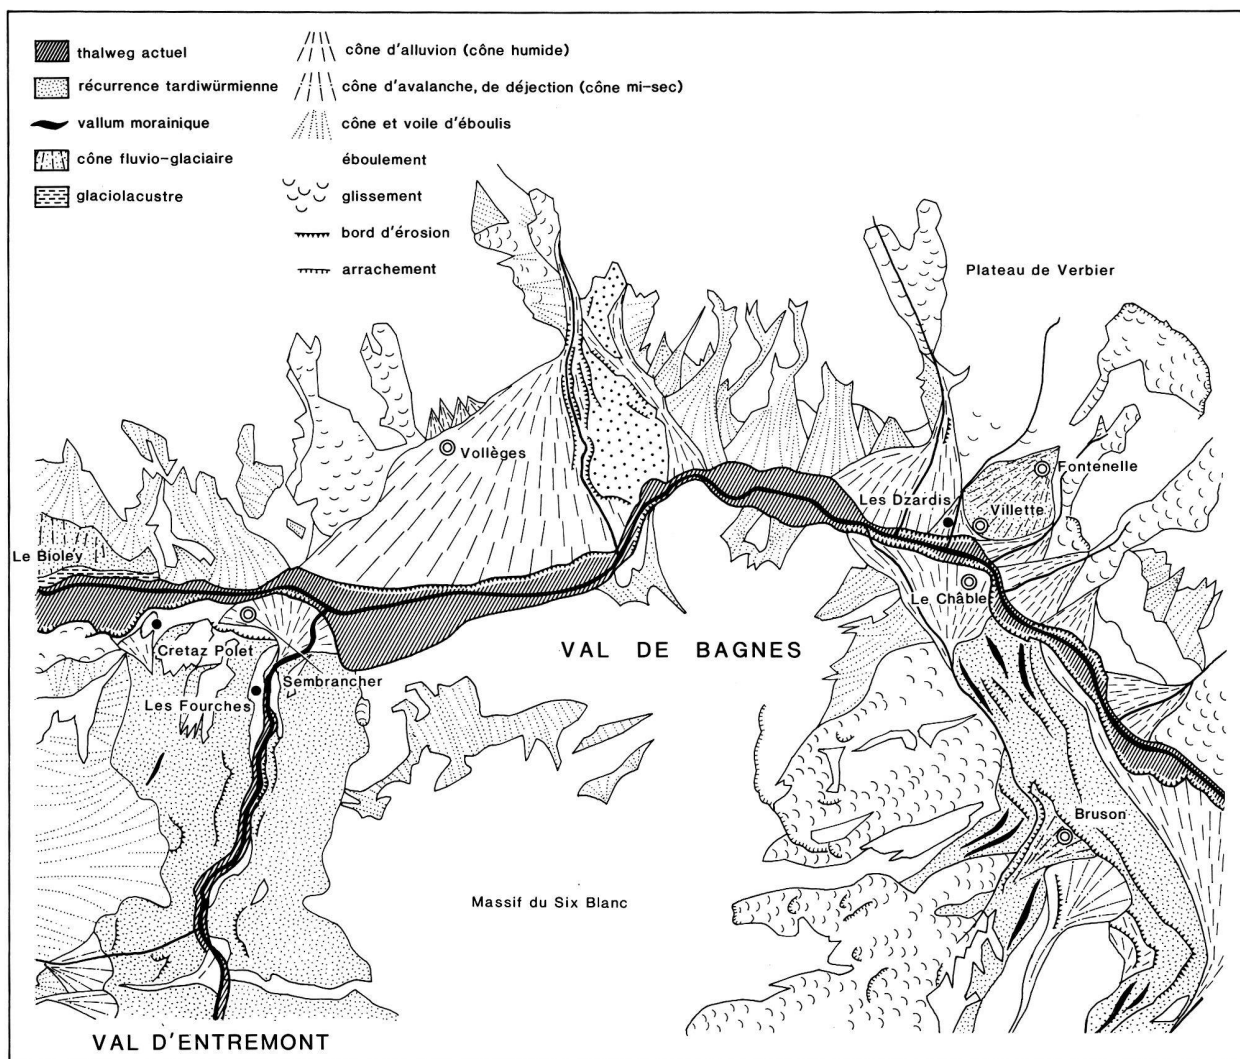 thalweg actuel
récurrence tardiwürmienne
vallum morainique
cône fluvio-glaciaire
glaciolacustre
cône d'alluvion (cône humide)
cône d'avalanche, de déjection (cône mi-sec)
cône et voile d'éboulis
éboulement
glissement
bord d'érosion
arrachement
Plateau de Verbier
Vollèges
Fontenelle
Les Dzardis
Villette
Le Bioley
Le Châble
Cretaz Polet
VAL DE BAGNES
Sembrancher
Les Fourches
Bruson
Massif du Six Blanc
VAL D'ENTREMONT